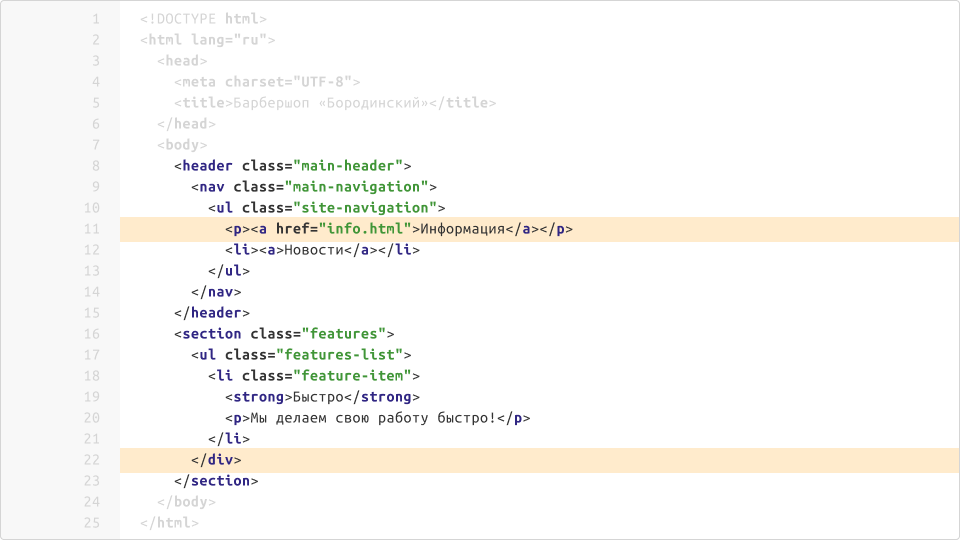 1 <!DOCTYPE html>
2 <html lang="ru">
3   <head>
4     <meta charset="UTF-8">
5     <title>Барбершоп «Бородинский»</title>
6   </head>
7   <body>
8     <header class="main-header">
9       <nav class="main-navigation">
10         <ul class="site-navigation">
11           <p><a href="info.html">Информация</a></p>
12           <li><a>Новости</a></li>
13         </ul>
14       </nav>
15     </header>
16     <section class="features">
17       <ul class="features-list">
18         <li class="feature-item">
19           <strong>Быстро</strong>
20           <p>Мы делаем свою работу быстро!</p>
21         </li>
22       </div>
23     </section>
24   </body>
25 </html>